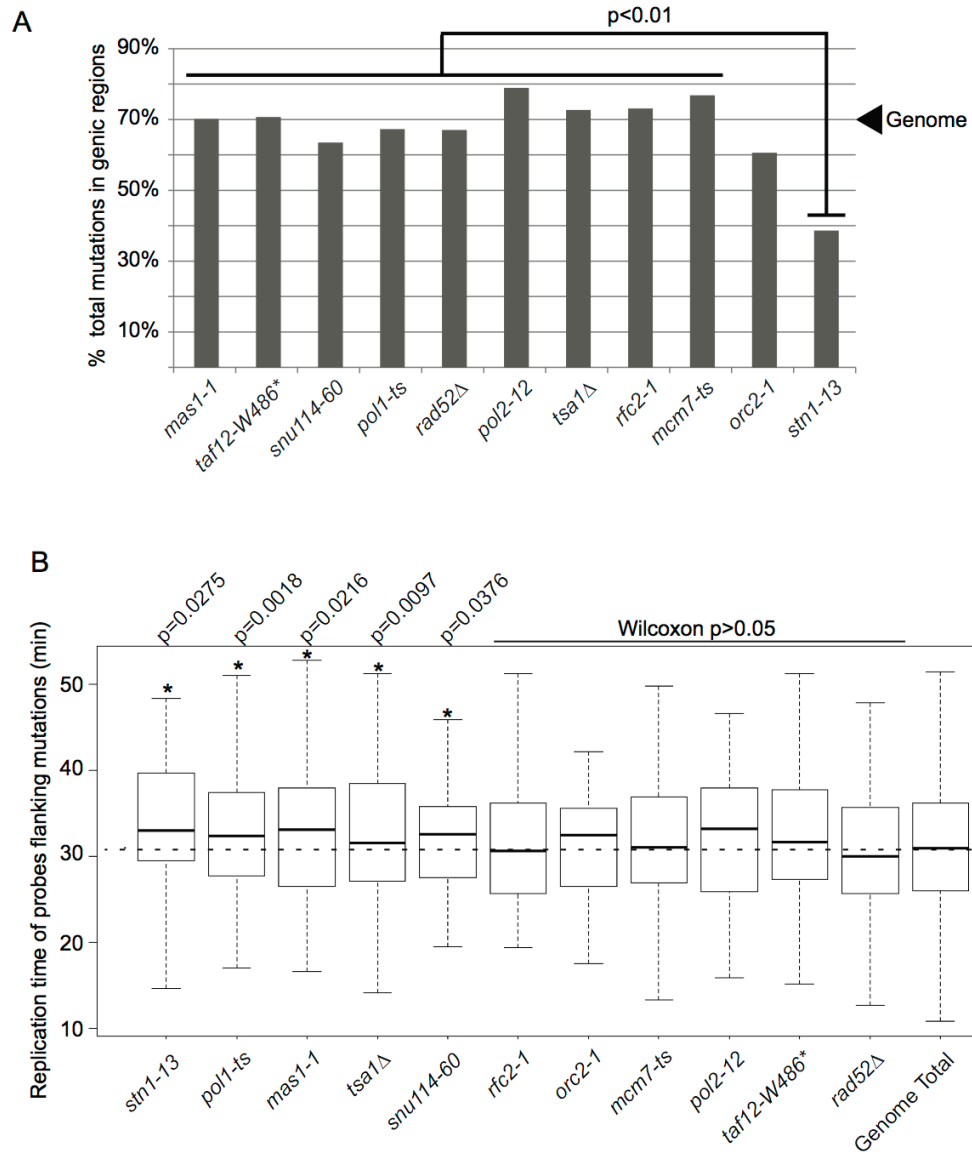 A
p<0.01
% total mutations in genic regions
90%
70%
50%
30%
10%
Genome
mas1-1
taf12-W486*
snu114-60
pol1-ts
rad52Δ
pol2-12
tsa1Δ
rfc2-1
mcm7-ts
orc2-1
stn1-13
B
p=0.0275
p=0.0018
p=0.0216
p=0.0097
p=0.0376
Wilcoxon p>0.05
Replication time of probes flanking mutations (min)
50
40
30
20
10
* * * * *
stn1-13
pol1-ts
mas1-1
tsa1Δ
snu114-60
rfc2-1
orc2-1
mcm7-ts
pol2-12
taf12-W486*
rad52Δ
Genome Total